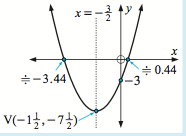 x = -3/2
y
x
≑ -3.44
≑ 0.44
-3
V(-1½, -7½)